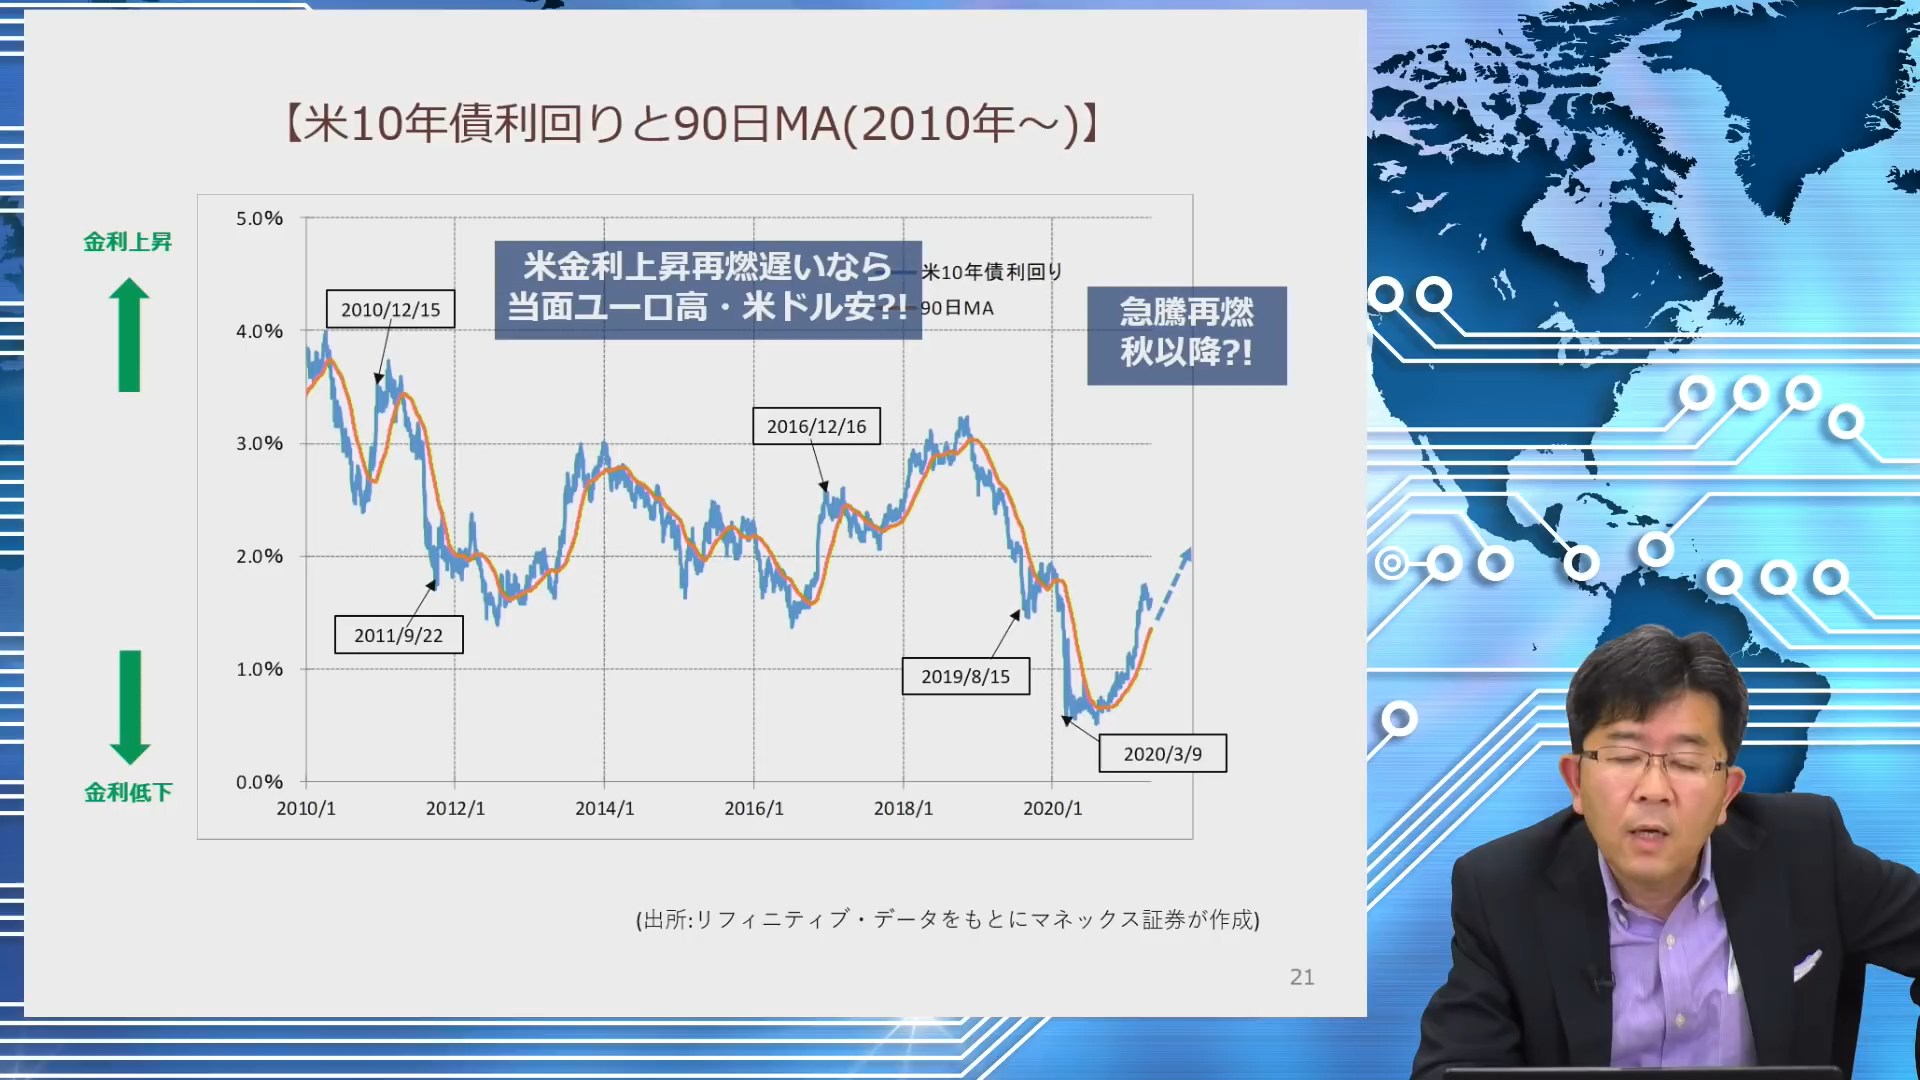 【米10年債利回りと90日MA(2010年～)】
金利上昇
金利低下
5.0%
4.0%
3.0%
2.0%
1.0%
0.0%
2010/1
2012/1
2014/1
2016/1
2018/1
2020/1
米金利上昇再燃遅いなら
当面ユーロ高・米ドル安?!
米10年債利回り
90日MA
急騰再燃
秋以降?!
2010/12/15
2016/12/16
2011/9/22
2019/8/15
2020/3/9
(出所:リフィニティブ・データをもとにマネックス証券が作成)
21